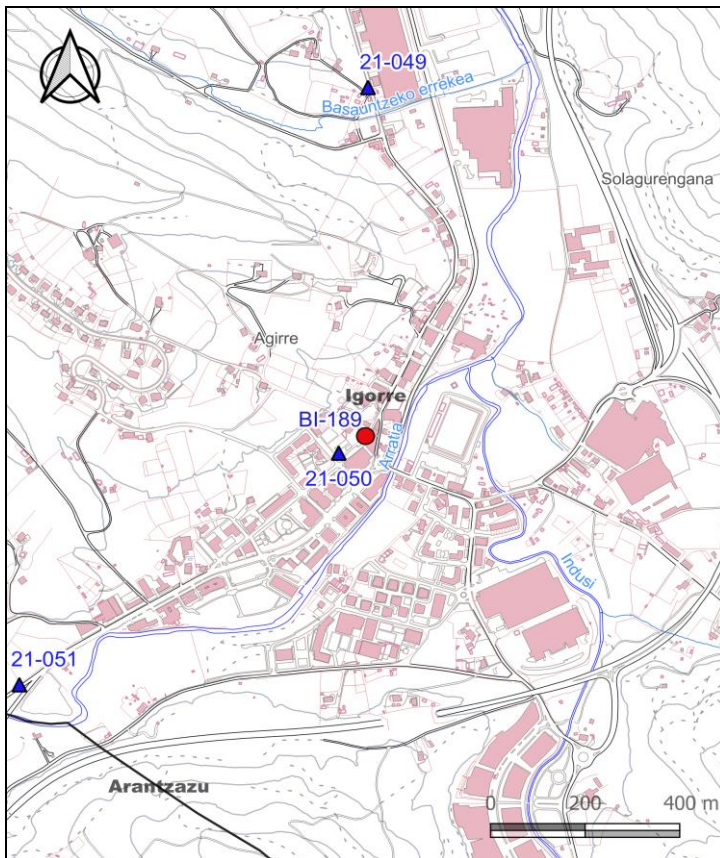 21-049
Basauntzeko errekea
Solagurengana
Agirre
Igorre
BI-189
Arratia
21-050
Indusi
21-051
Arantzazu
0 200 400 m